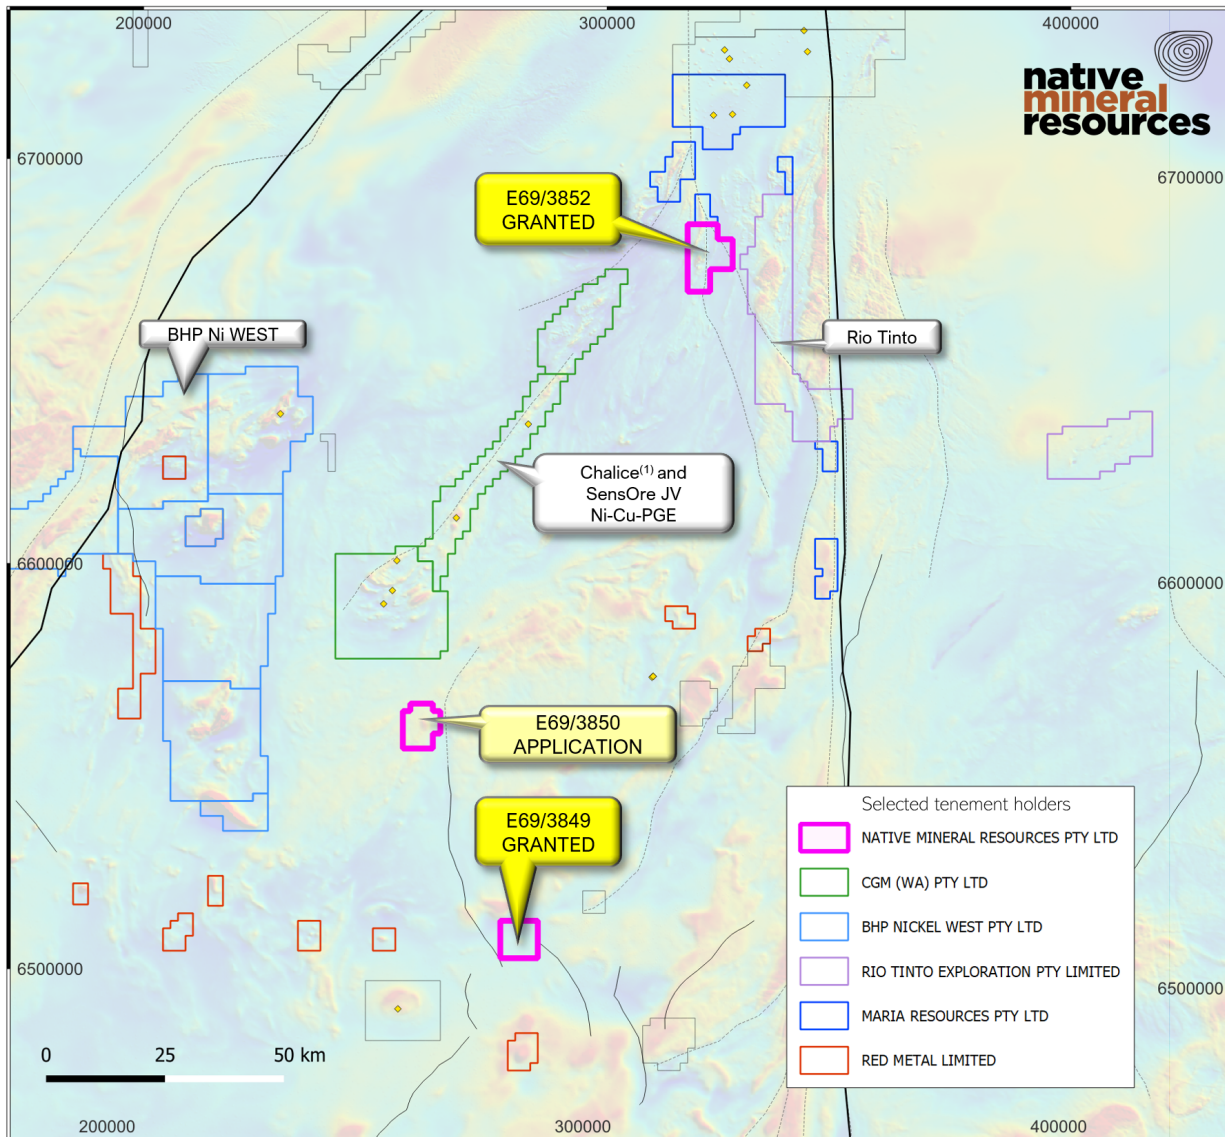 200000
300000
400000
native
mineral
resources
6700000
6700000
E69/3852
GRANTED
BHP Ni WEST
Rio Tinto
Chalice(1) and
SensOre JV
Ni-Cu-PGE
6600000
6600000
E69/3850
APPLICATION
E69/3849
GRANTED
Selected tenement holders
NATIVE MINERAL RESOURCES PTY LTD
CGM (WA) PTY LTD
BHP NICKEL WEST PTY LTD
RIO TINTO EXPLORATION PTY LIMITED
MARIA RESOURCES PTY LTD
RED METAL LIMITED
6500000
6500000
0 25 50 km
200000
300000
400000